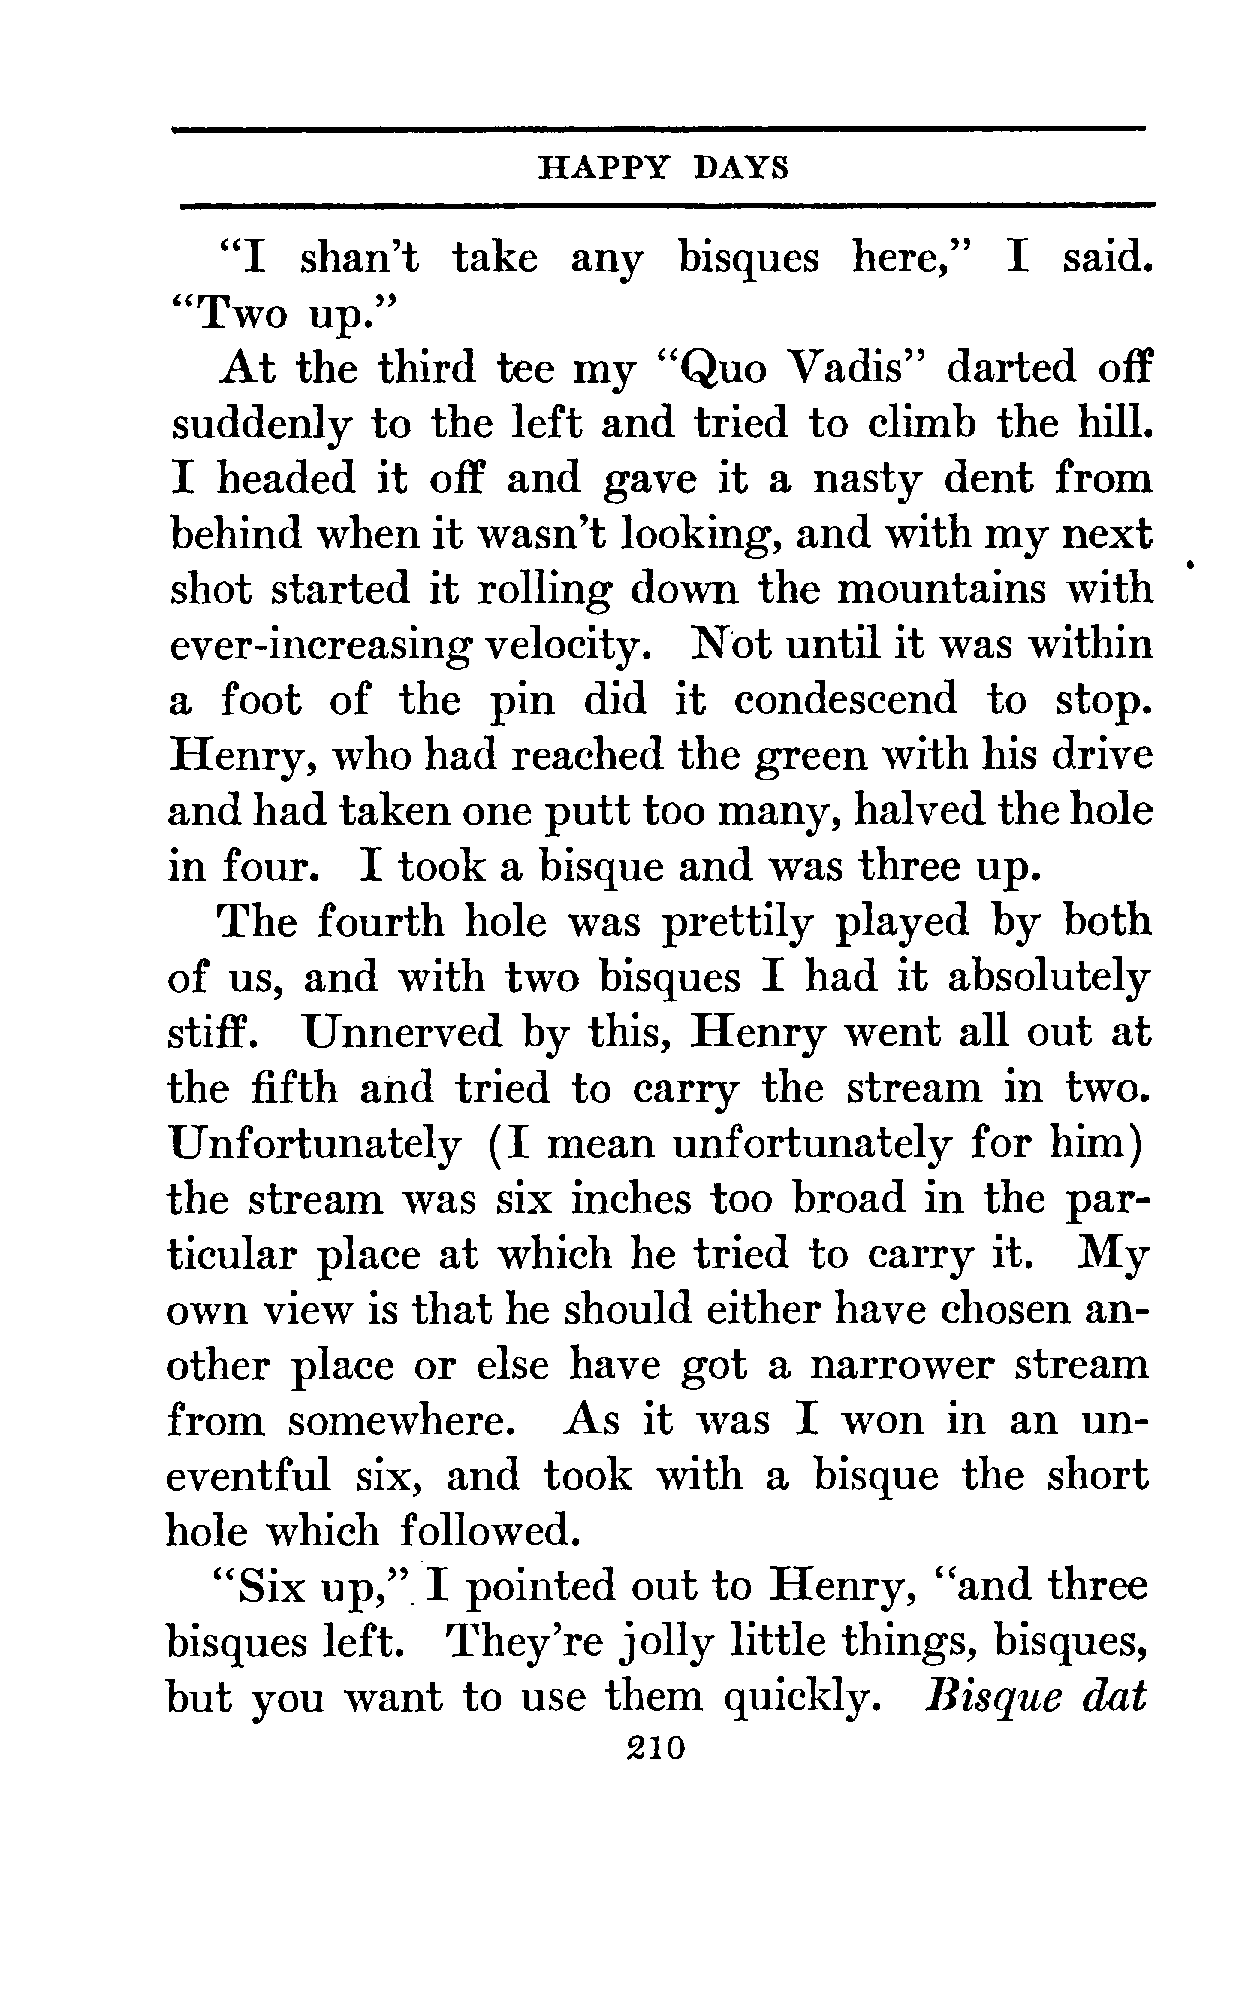 HAPPY DAYS
“I shan’t take any bisques here,” I said.
“Two up.”
At the third tee my “Quo Vadis” darted off
suddenly to the left and tried to climb the hill.
I headed it off and gave it a nasty dent from
behind when it wasn’t looking, and with my next
shot started it rolling down the mountains with
ever-increasing velocity. Not until it was within
a foot of the pin did it condescend to stop.
Henry, who had reached the green with his drive
and had taken one putt too many, halved the hole
in four. I took a bisque and was three up.
The fourth hole was prettily played by both
of us, and with two bisques I had it absolutely
stiff. Unnerved by this, Henry went all out at
the fifth and tried to carry the stream in two.
Unfortunately (I mean unfortunately for him)
the stream was six inches too broad in the par-
ticular place at which he tried to carry it. My
own view is that he should either have chosen an-
other place or else have got a narrower stream
from somewhere. As it was I won in an un-
eventful six, and took with a bisque the short
hole which followed.
“Six up,” I pointed out to Henry, “and three
bisques left. They’re jolly little things, bisques,
but you want to use them quickly. Bisque dat
210